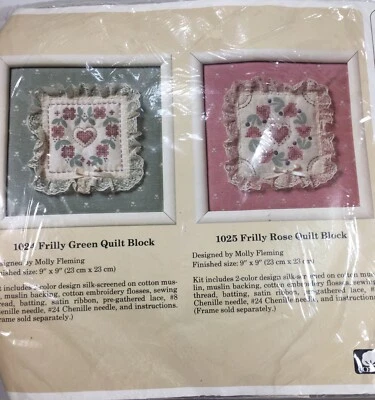 1024 Frilly Green Quilt Block
Designed by Molly Fleming
Finished size: 9" x 9" (23 cm x 23 cm)
Kit includes 2-color design silk-screened on cotton mus-
lin, muslin backing, cotton embroidery flosses, sewing
thread, batting, satin ribbon, pre-gathered lace, #8
Chenille needle, #24 Chenille needle, and instructions.
(Frame sold separately.)
1025 Frilly Rose Quilt Block
Designed by Molly Fleming
Finished size: 9" x 9" (23 cm x 23 cm)
Kit includes 2-color design silk-screened on cotton mus-
lin, muslin backing, cotton embroidery flosses, sewing
thread, batting, satin ribbon, pre-gathered lace, #8
Chenille needle, #24 Chenille needle, and instructions.
(Frame sold separately.)